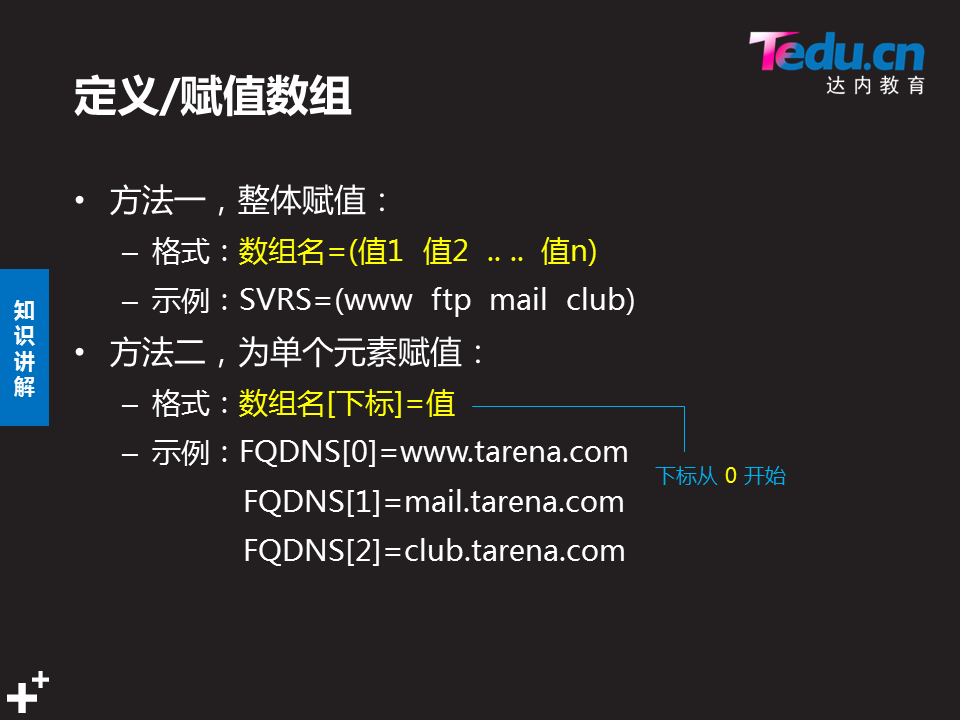 Tedu.cn
达内教育
定义/赋值数组
• 方法一，整体赋值：
– 格式：数组名=(值1 值2 .. .. 值n)
– 示例：SVRS=(www ftp mail club)
知识讲解
• 方法二，为单个元素赋值：
– 格式：数组名[下标]=值
– 示例：FQDNS[0]=www.tarena.com
下标从 0 开始
FQDNS[1]=mail.tarena.com
FQDNS[2]=club.tarena.com